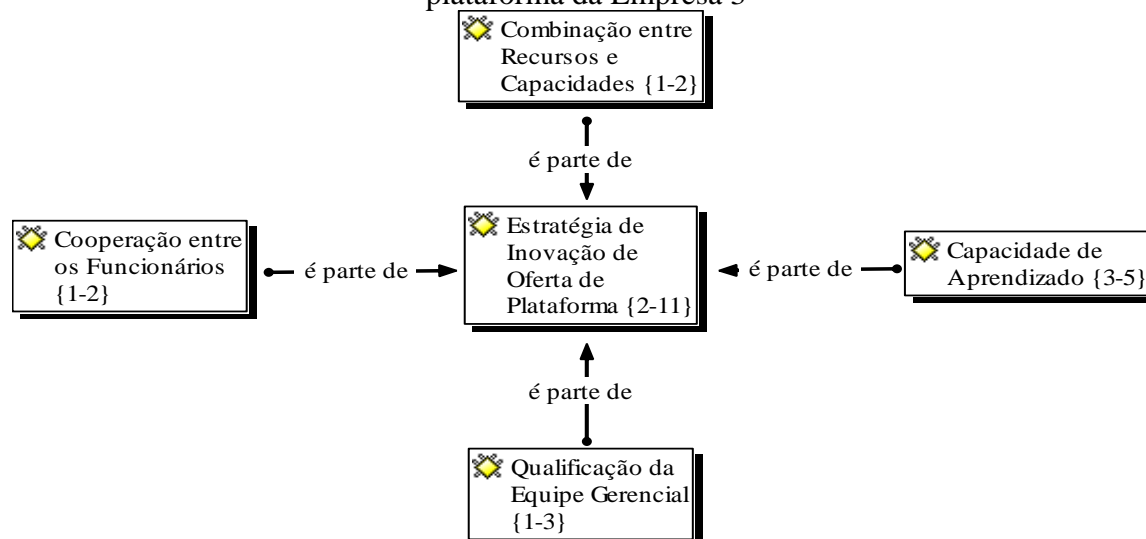 plataforma da Empresa 3
Combinação entre
Recursos e
Capacidades {1-2}
é parte de
Cooperação entre
os Funcionários
{1-2}
é parte de
Estratégia de
Inovação de
Oferta de
Plataforma {2-11}
é parte de
Capacidade de
Aprendizado {3-5}
é parte de
Qualificação da
Equipe Gerencial
{1-3}